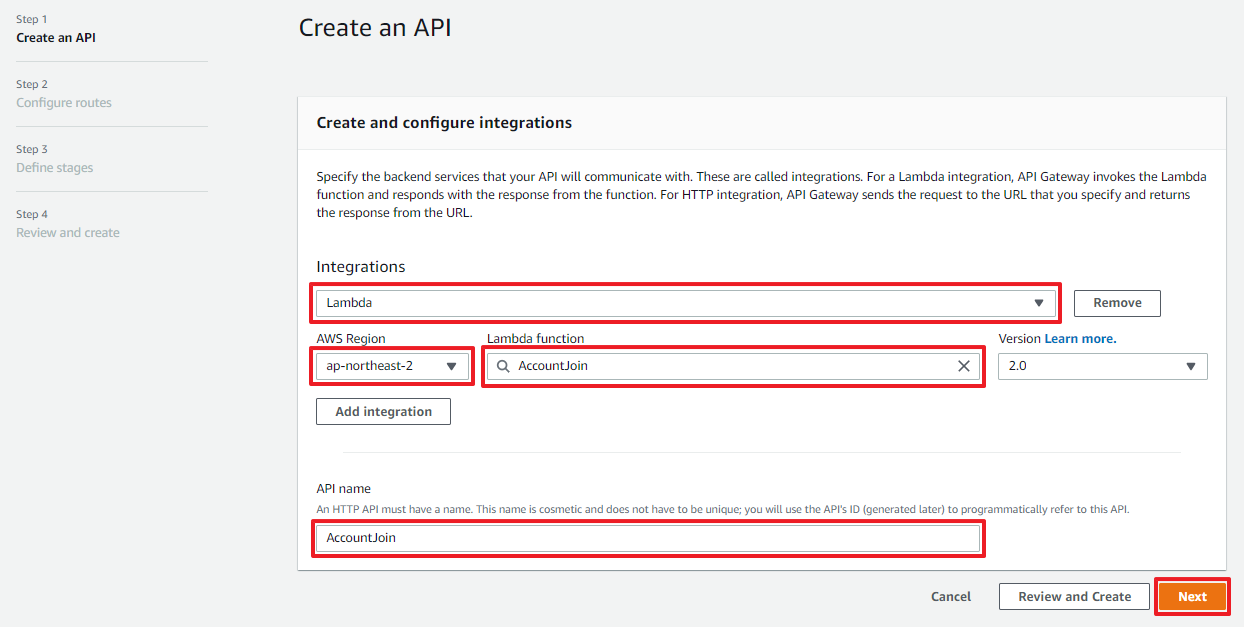 Step 1
Create an API
Step 2
Configure routes
Step 3
Define stages
Step 4
Review and create
Create an API
Create and configure integrations
Specify the backend services that your API will communicate with. These are called integrations. For a Lambda integration, API Gateway invokes the Lambda
function and responds with the response from the function. For HTTP integration, API Gateway sends the request to the URL that you specify and returns
the response from the URL.
Integrations
Lambda
Remove
AWS Region
Lambda function
Version Learn more.
ap-northeast-2
AccountJoin
2.0
Add integration
API name
An HTTP API must have a name. This name is cosmetic and does not have to be unique; you will use the API's ID (generated later) to programmatically refer to this API.
AccountJoin
Cancel
Review and Create
Next